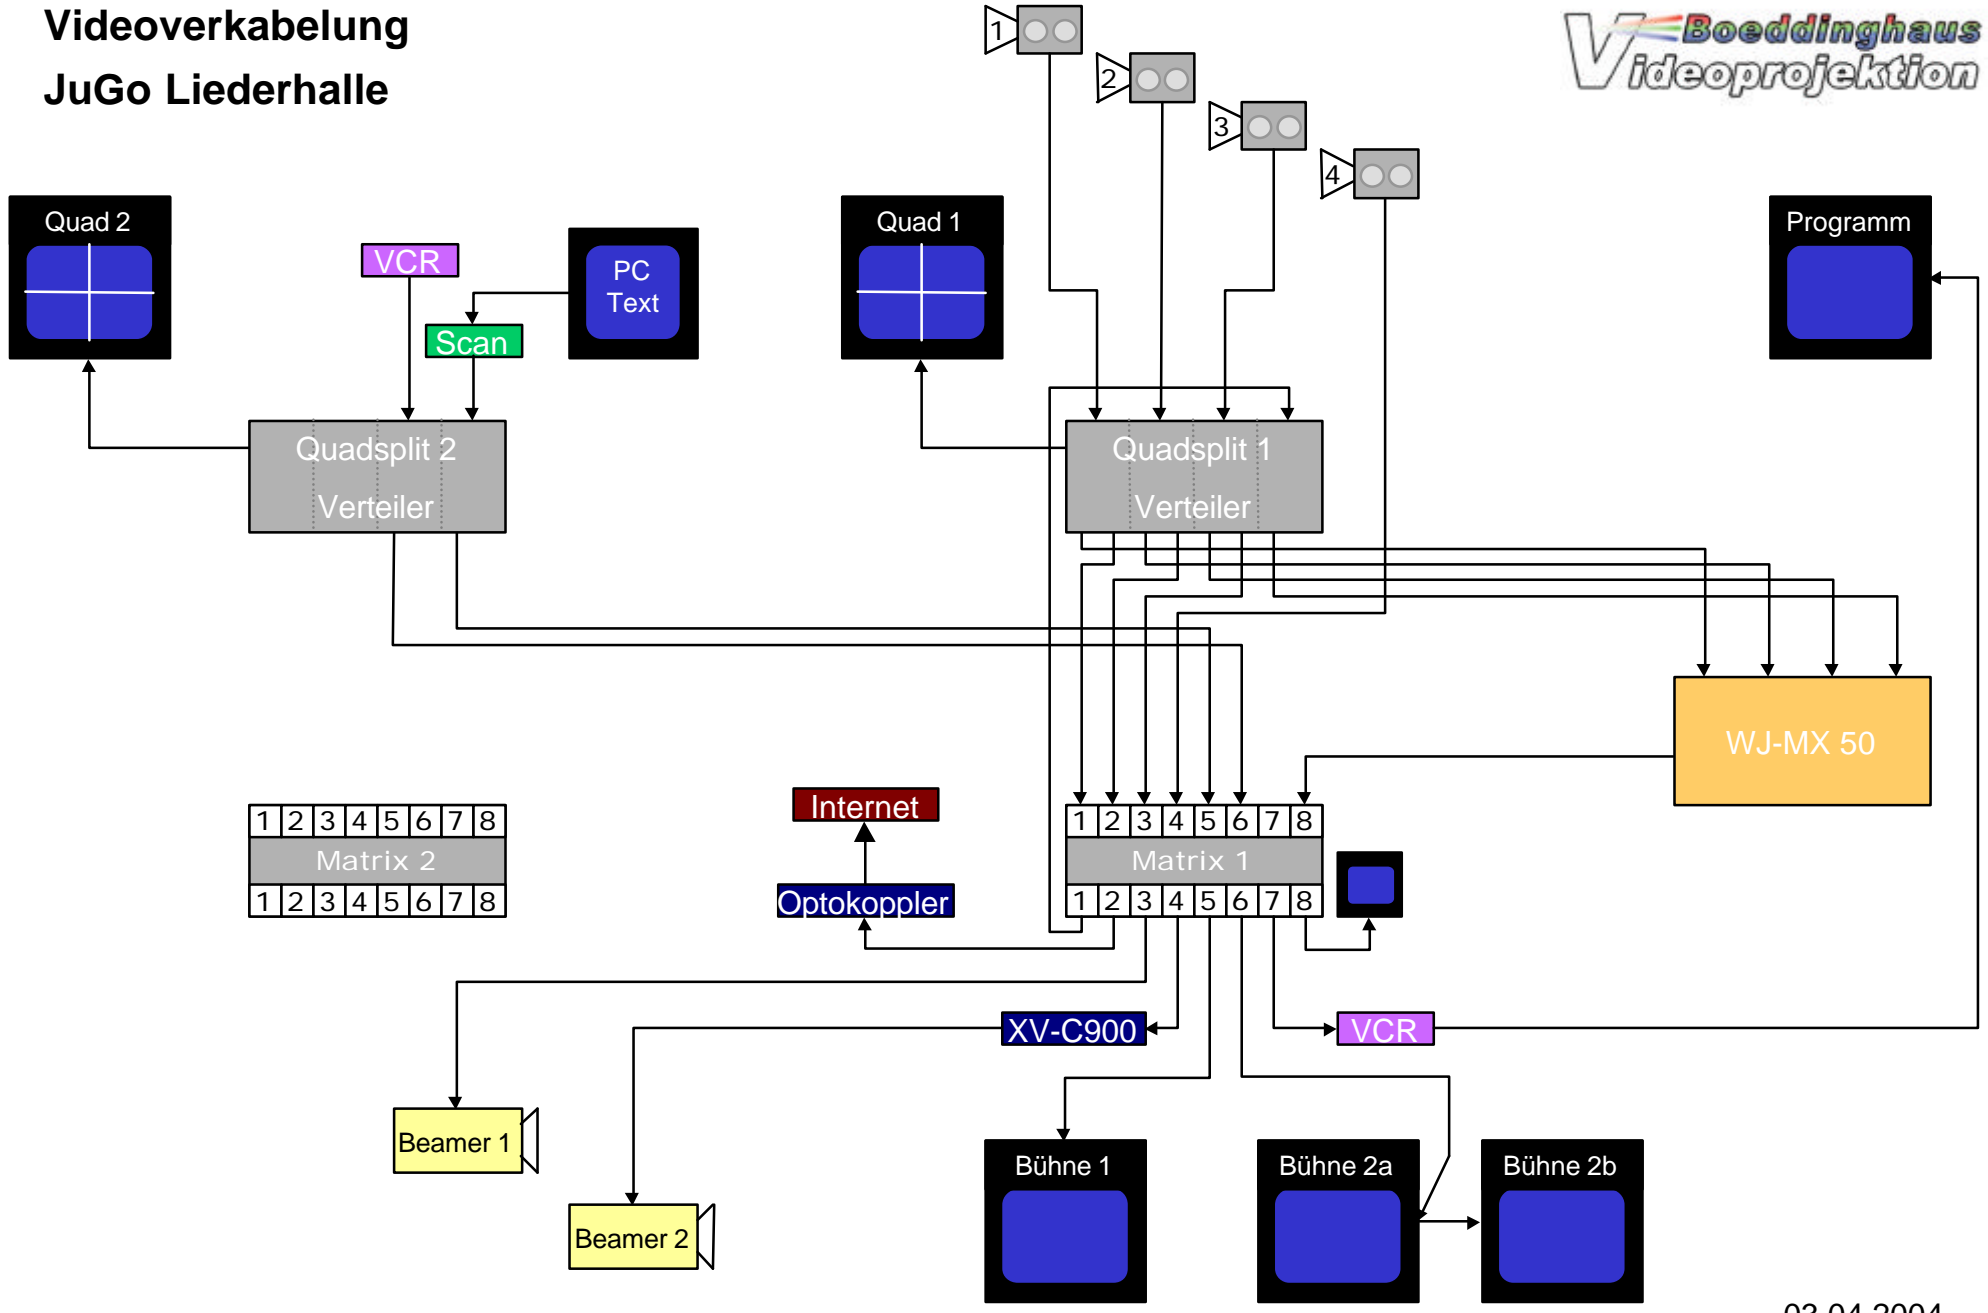 Videoverkabelung
JuGo Liederhalle
Boeddinghaus
Videoprojektion
1
2
3
4
Quad 2
VCR
PC
Text
Scan
Quad 1
Programm
Quadsplit 2
Verteiler
Quadsplit 1
Verteiler
WJ-MX 50
Internet
1 2 3 4 5 6 7 8
Matrix 2
1 2 3 4 5 6 7 8
Optokoppler
1 2 3 4 5 6 7 8
Matrix 1
1 2 3 4 5 6 7 8
XV-C900
VCR
Beamer 1
Beamer 2
Bühne 1
Bühne 2a
Bühne 2b
03.04.2004